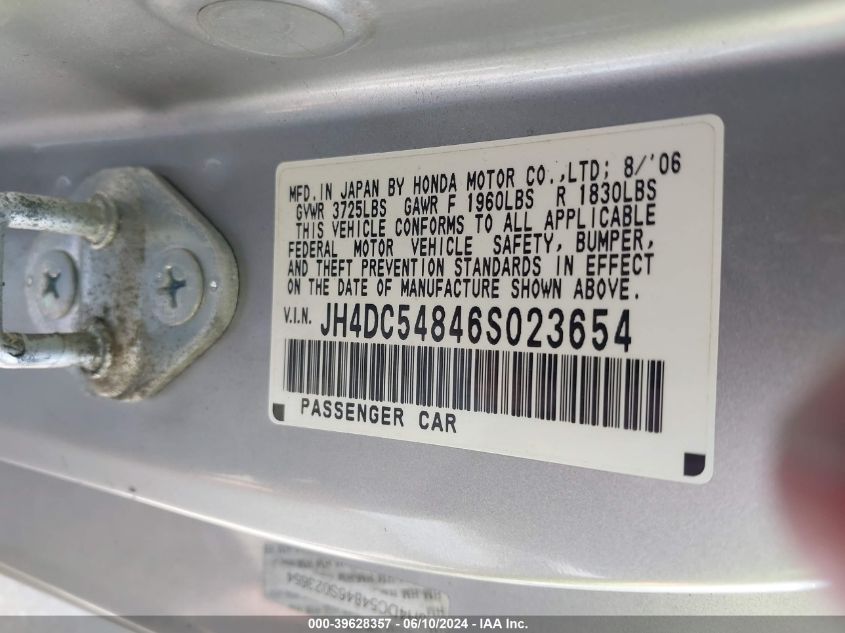 MFD. IN JAPAN BY HONDA MOTOR CO.,LTD; 8/'06
GVWR 3725LBS GAWR F 1960LBS R 1830LBS
THIS VEHICLE CONFORMS TO ALL APPLICABLE
FEDERAL MOTOR VEHICLE SAFETY, BUMPER,
AND THEFT PREVENTION STANDARDS IN EFFECT
ON THE DATE OF MANUFACTURE SHOWN ABOVE.
V.I.N. JH4DC54846S023654
PASSENGER CAR
JH4DC54846S023654
000-39628357 - 06/10/2024 - IAA Inc.